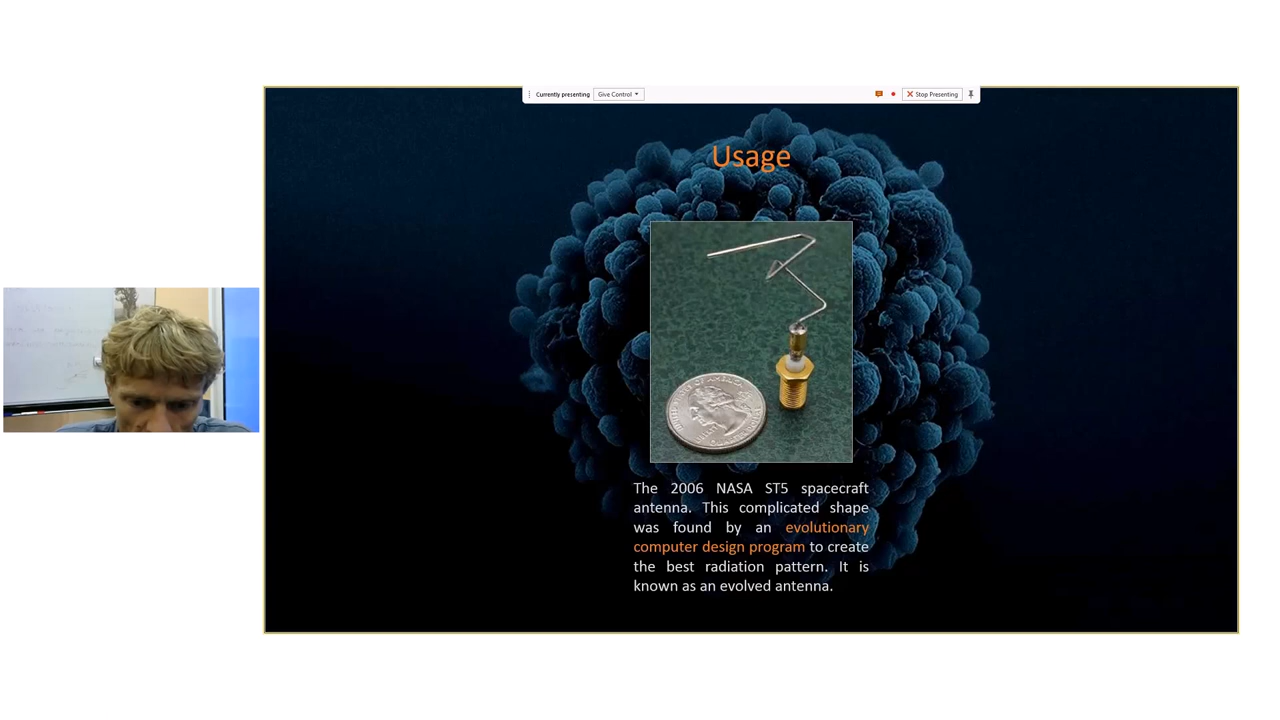 Currently presenting Give Control Stop Presenting
Usage
The 2006 NASA ST5 spacecraft
antenna. This complicated shape
was found by an evolutionary
computer design program to create
the best radiation pattern. It is
known as an evolved antenna.